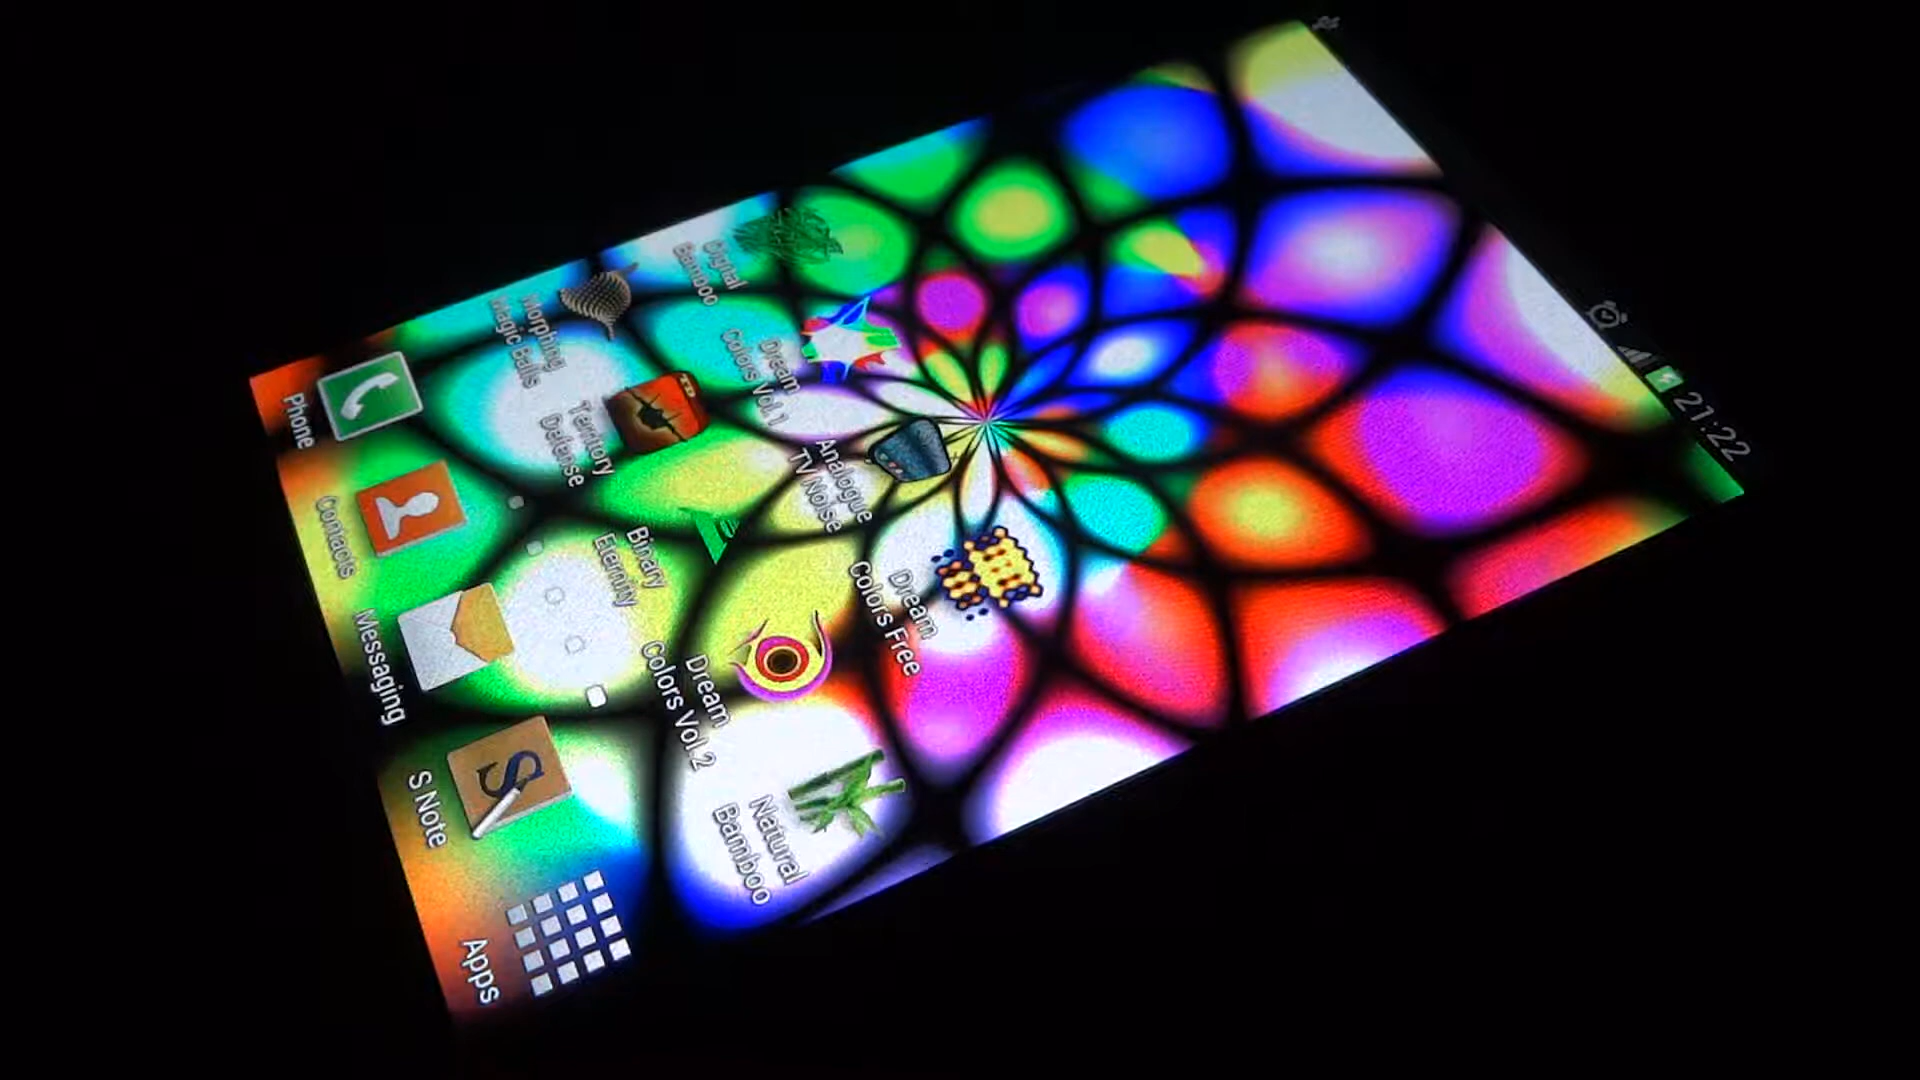 21:22
Dream
Colors Free
Analogue
TV Noise
Dream
Colors Vol.1
Digital
Bamboo
Natural
Bamboo
Dream
Colors Vol.2
Binary
Eternity
Territory
Defense
Morphing
Magic Balls
Phone
Contacts
Messaging
S Note
Apps